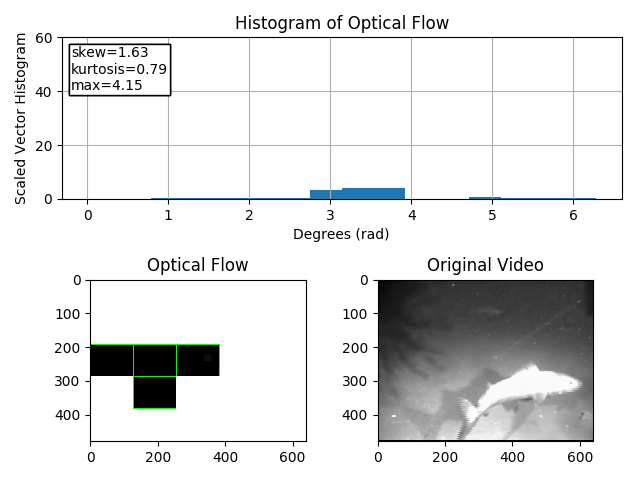 Histogram of Optical Flow
Scaled Vector Histogram
60
40
20
0
skew=1.63
kurtosis=0.79
max=4.15
0 1 2 3 4 5 6
Degrees (rad)
Optical Flow
0
100
200
300
400
0 200 400 600
Original Video
0
100
200
300
400
0 200 400 600